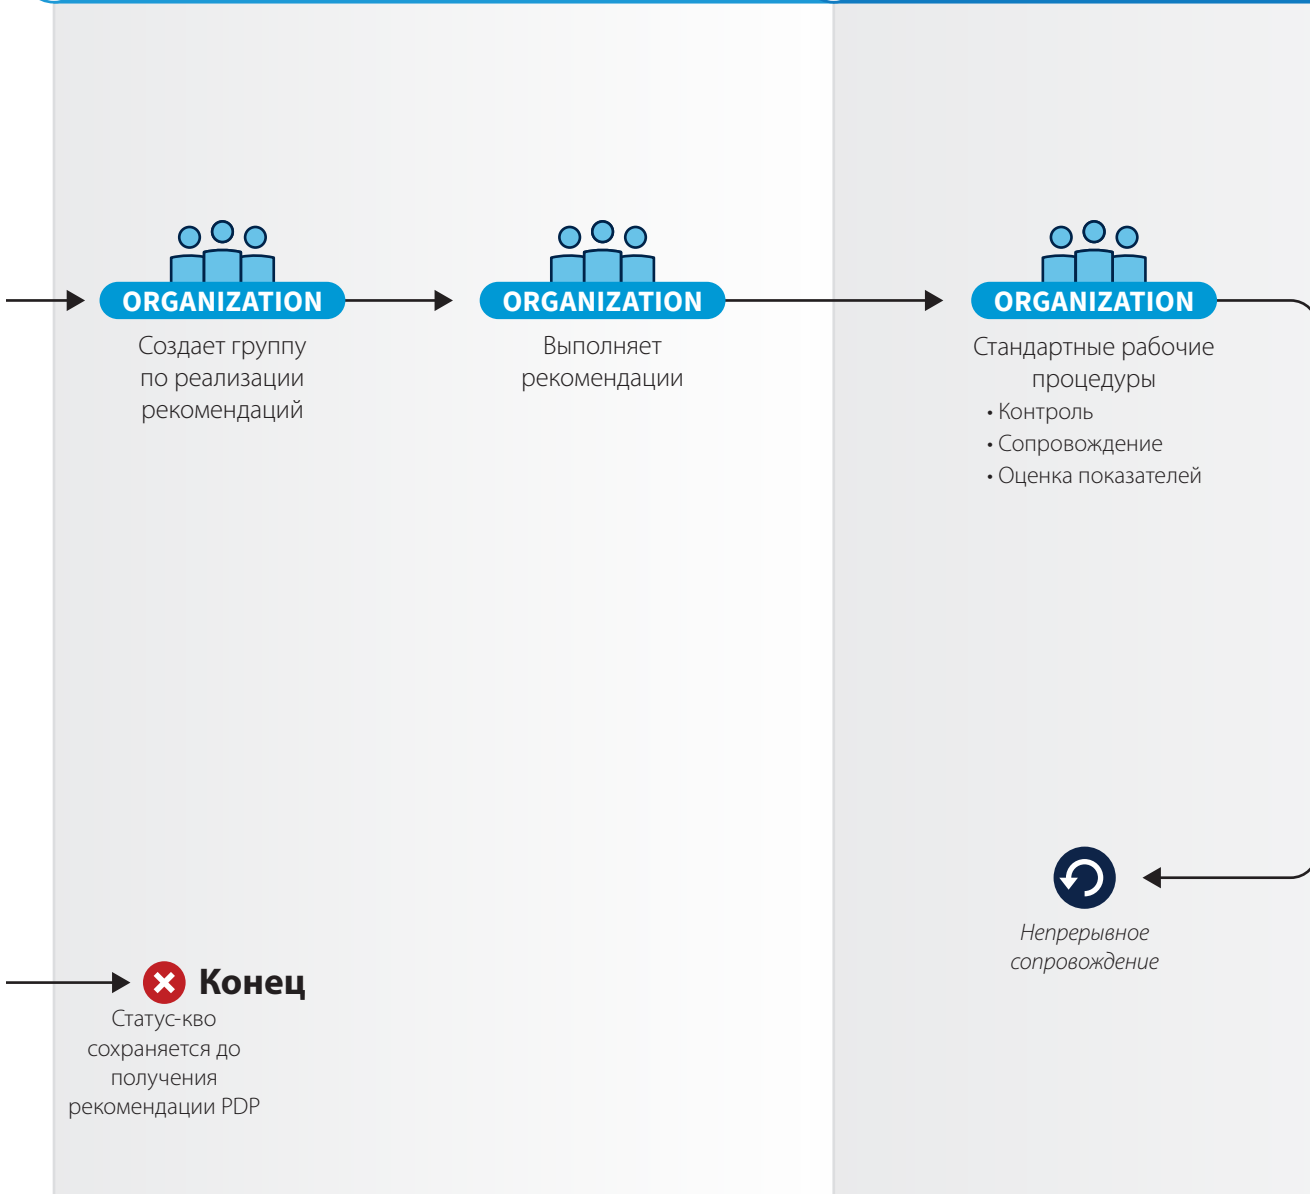 ORGANIZATION
Создает группу
по реализации
рекомендаций
ORGANIZATION
Выполняет
рекомендации
ORGANIZATION
Стандартные рабочие
процедуры
• Контроль
• Сопровождение
• Оценка показателей
Непрерывное
сопровождение
Конец
Статус-кво
сохраняется до
получения
рекомендации PDP